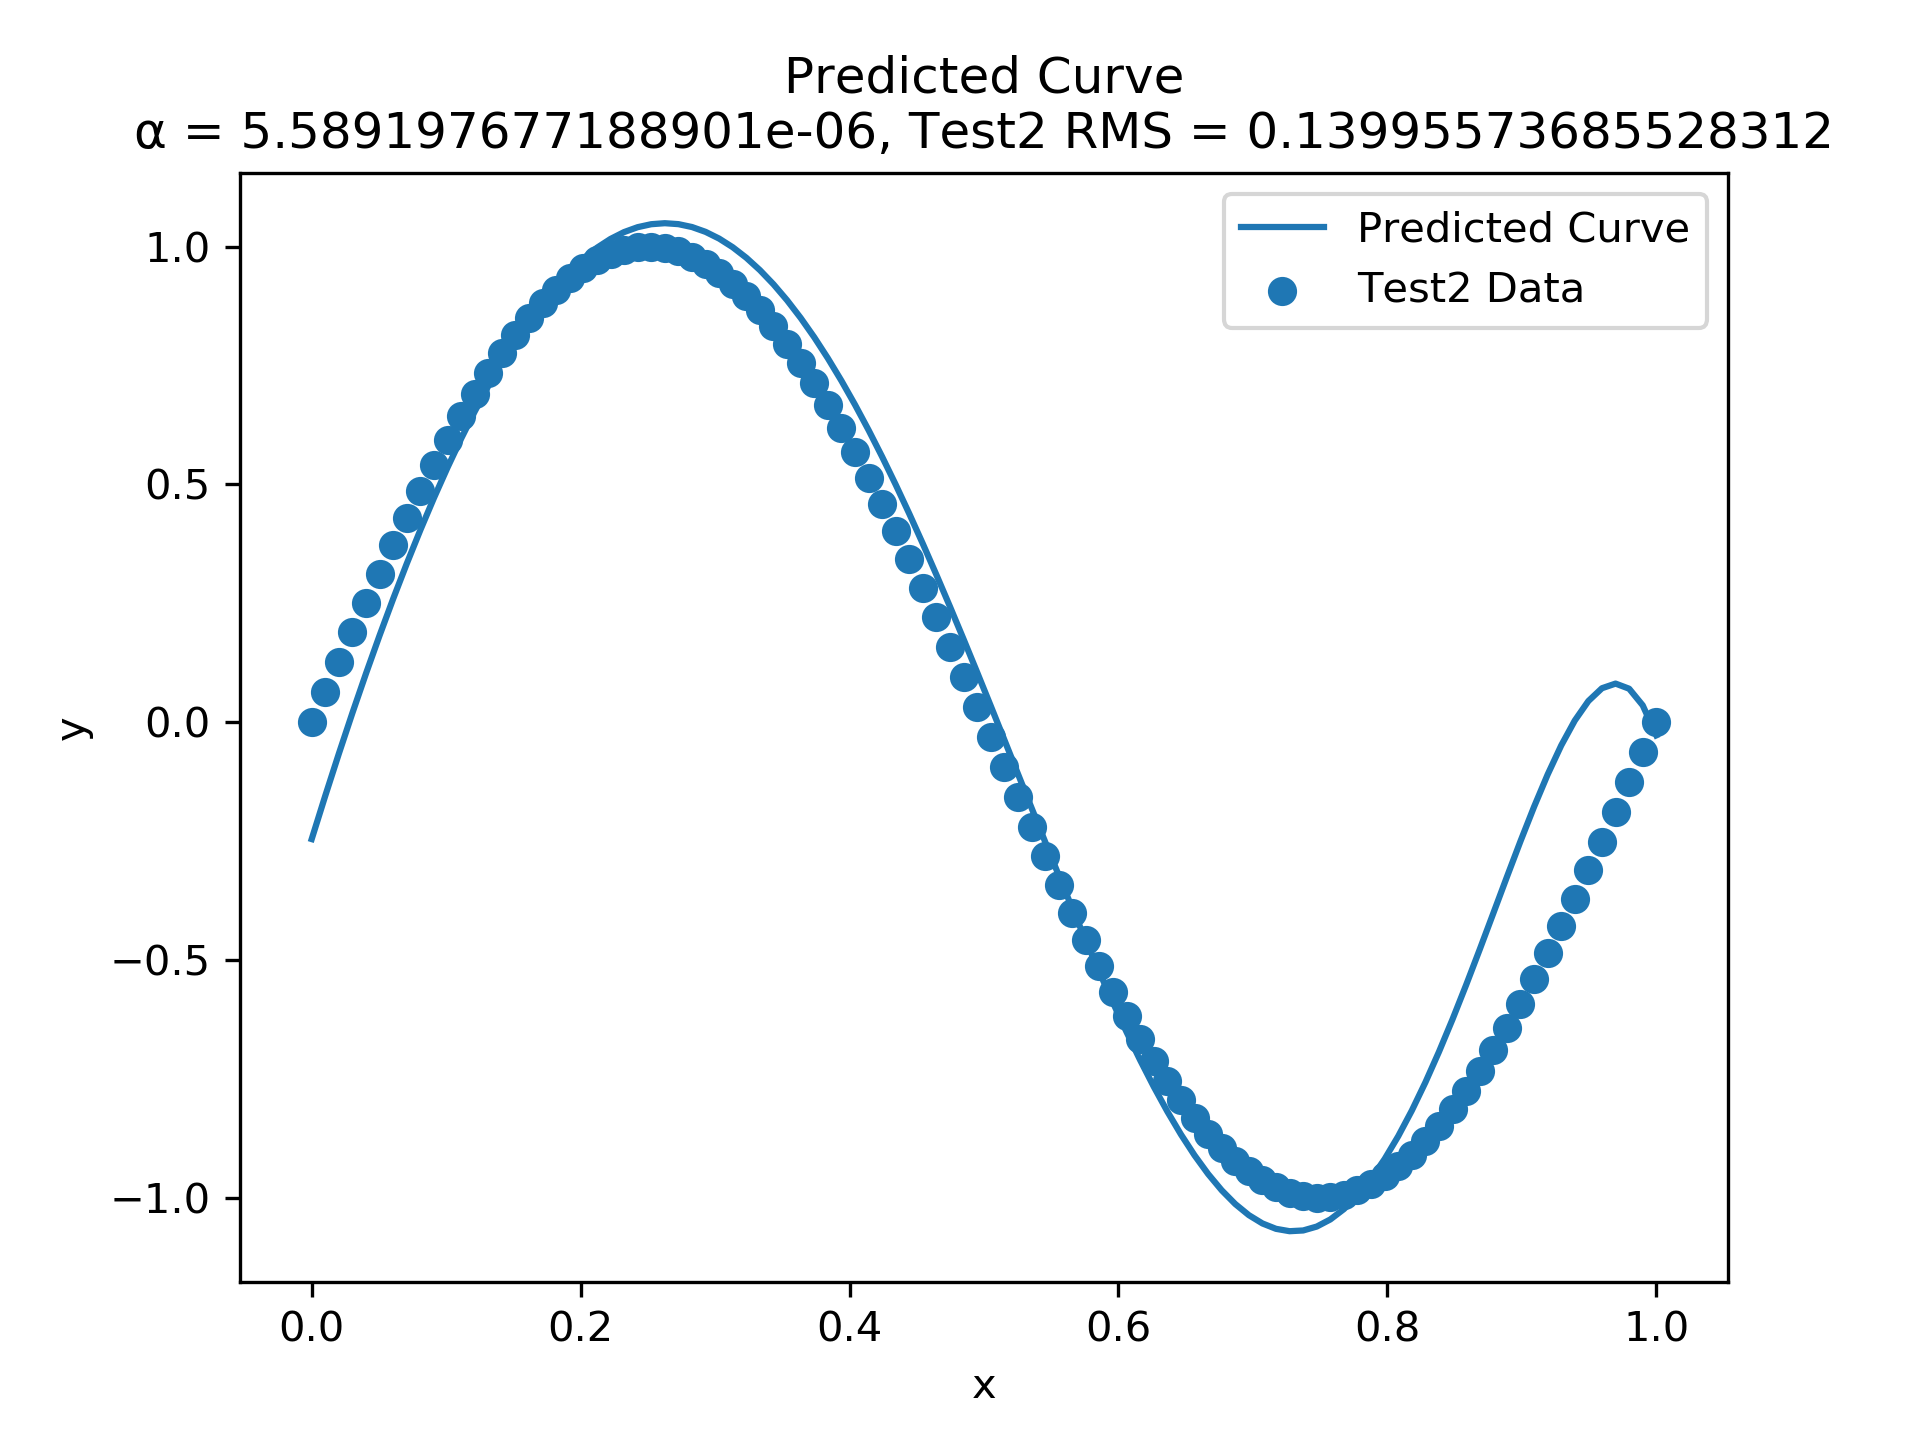 Predicted Curve
α = 5.589197677188901e-06, Test2 RMS = 0.13995573685528312
Predicted Curve
Test2 Data
1.0
0.5
0.0
−0.5
−1.0
y
0.0 0.2 0.4 0.6 0.8 1.0
x